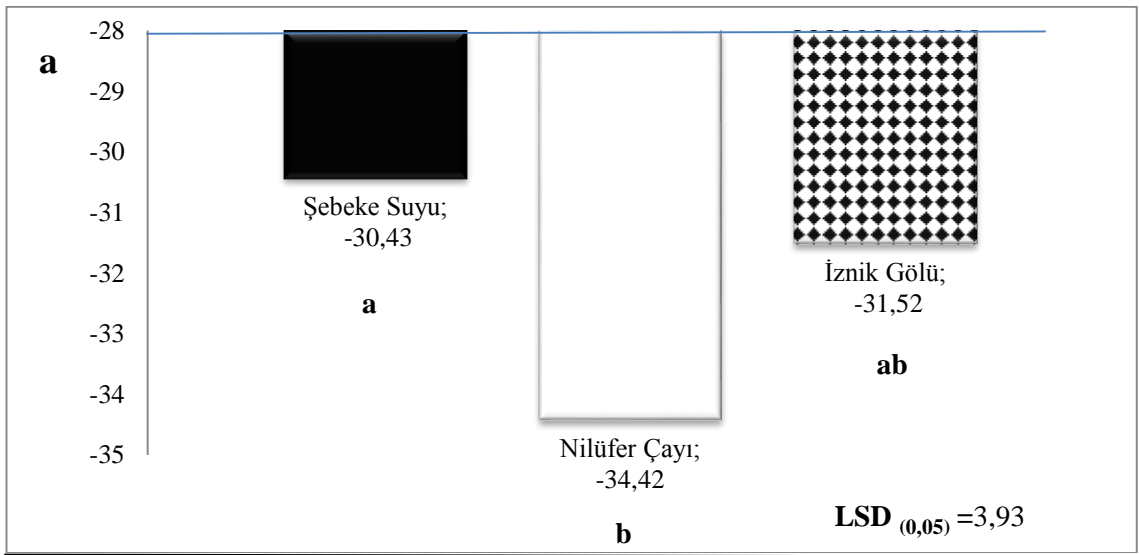 a
-28
-29
-30
-31
-32
-33
-34
-35
Şebeke Suyu;
-30,43
a
Nilüfer Çayı;
-34,42
b
İznik Gölü;
-31,52
ab
LSD (0,05) =3,93